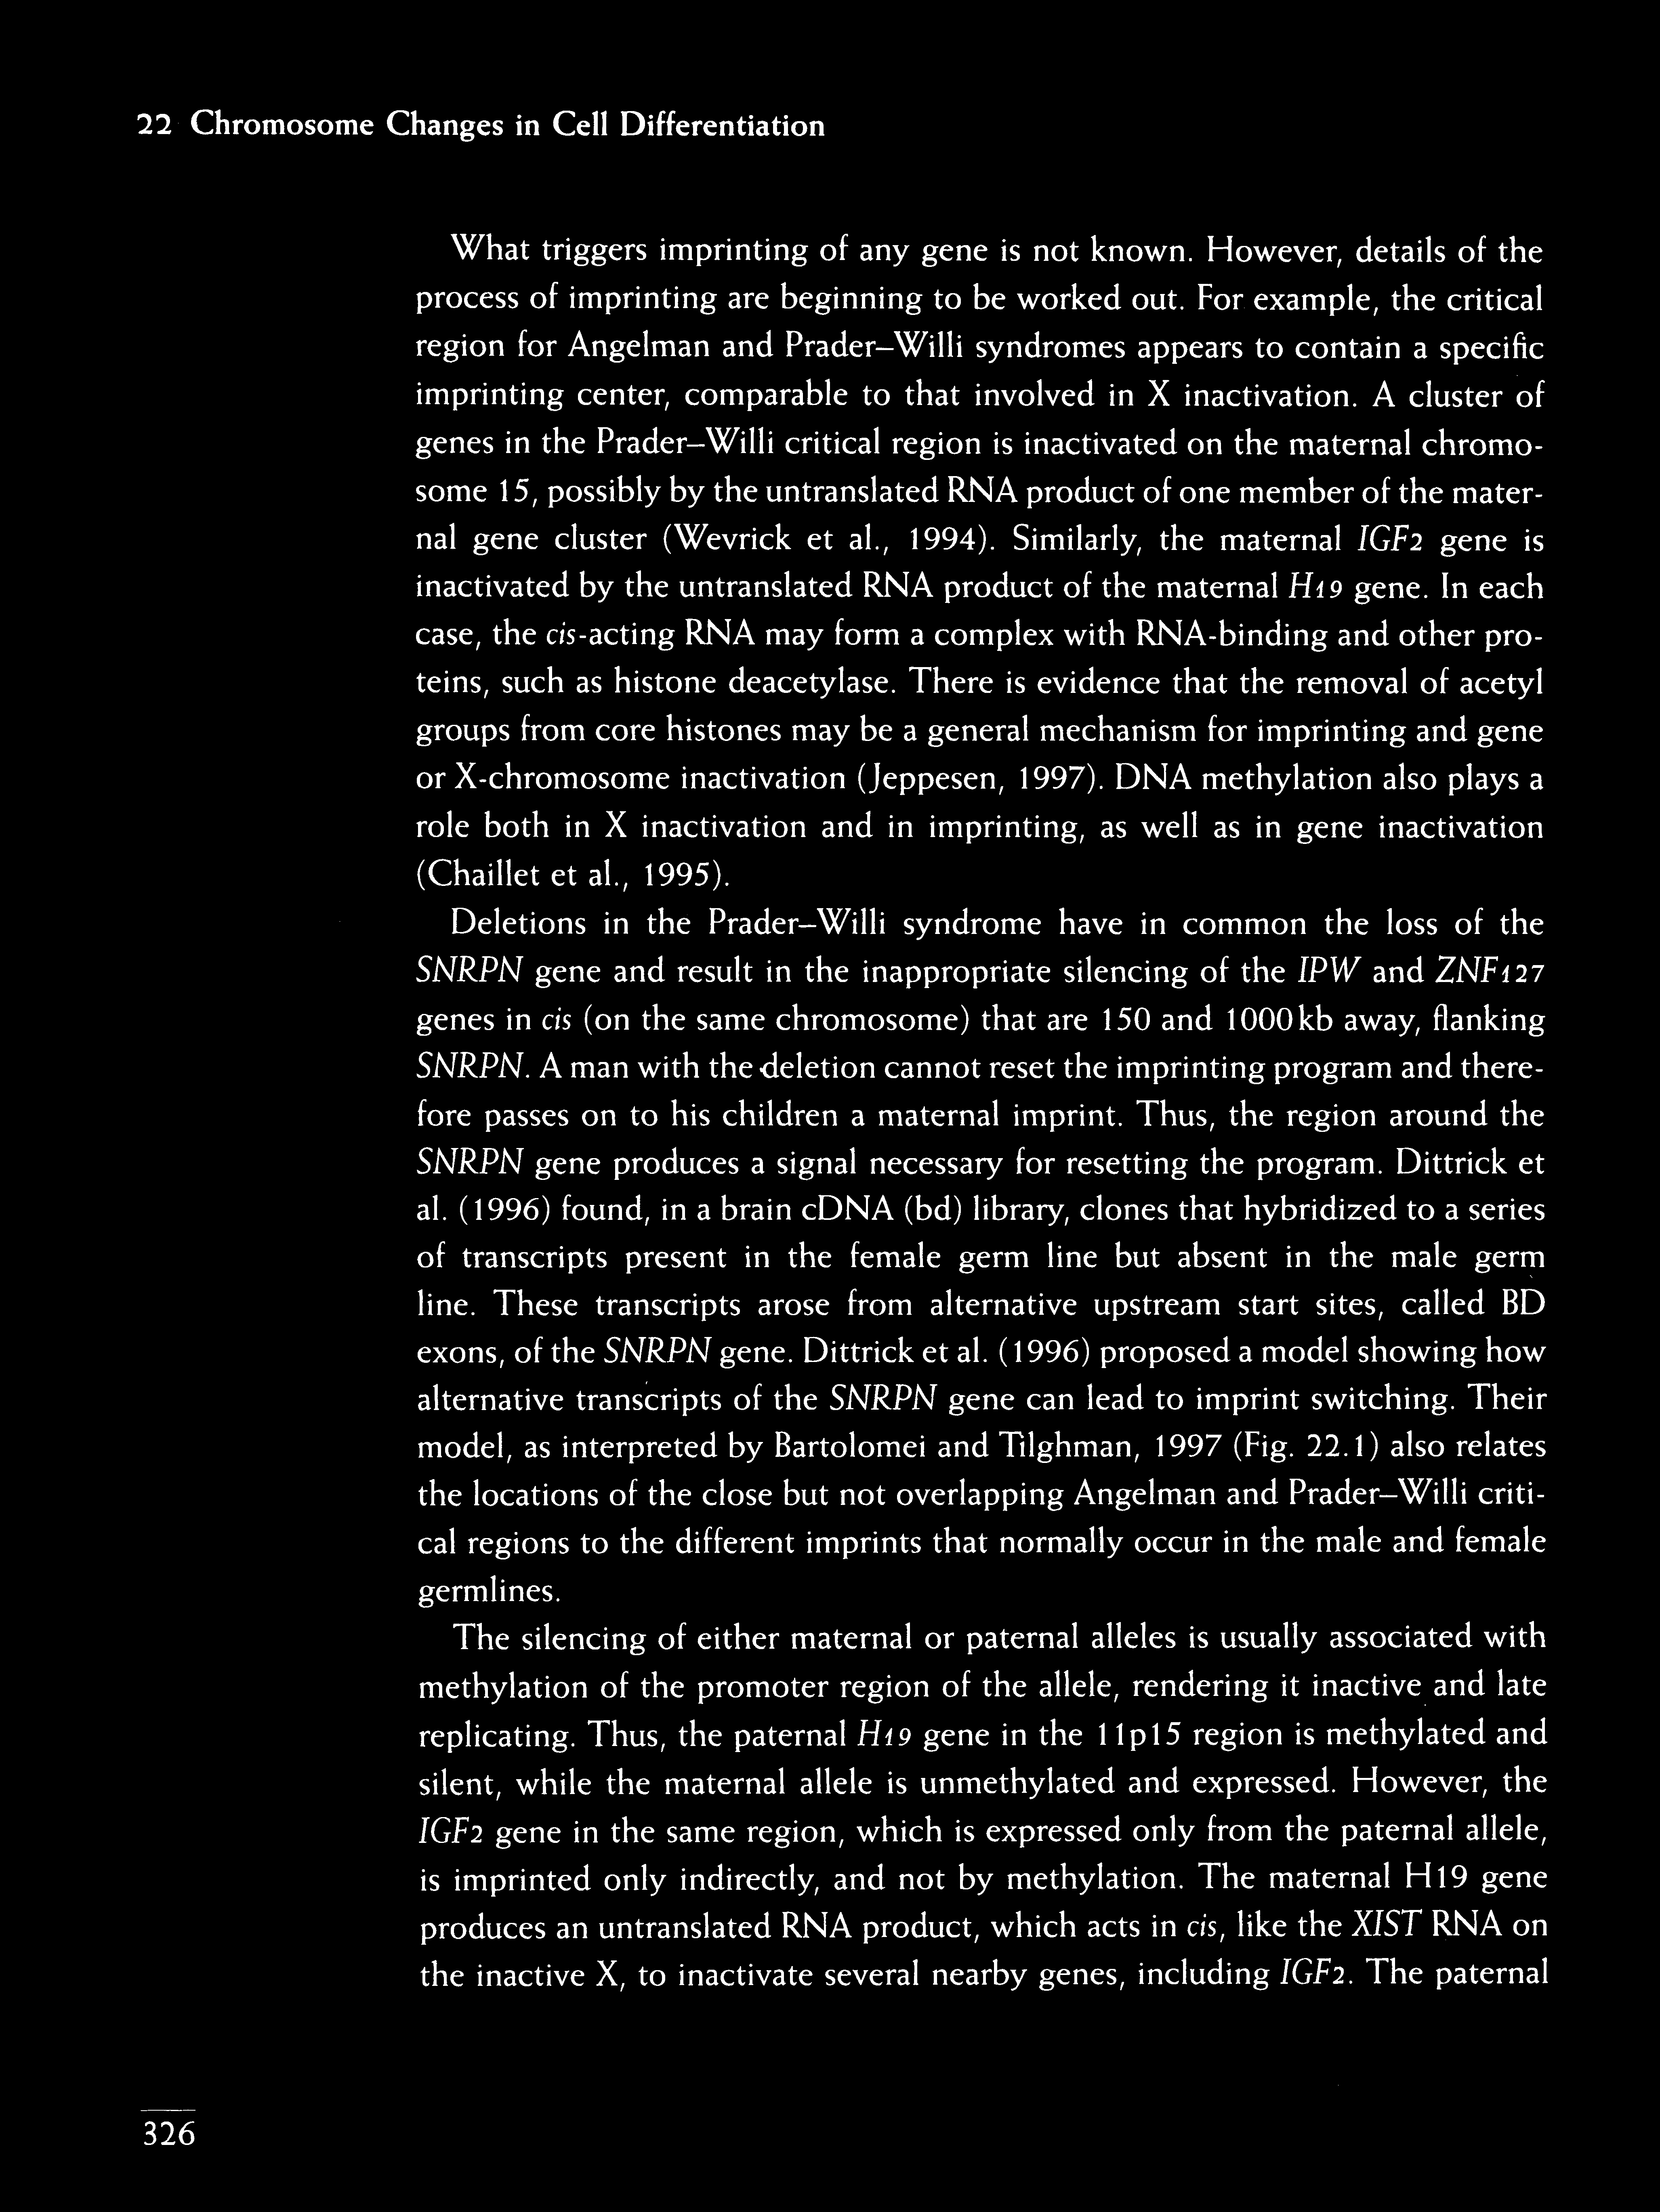 22 Chromosome Changes in Cell Differentiation
What triggers imprinting of any gene is not known. However, details of the
process of imprinting are beginning to be worked out. For example, the critical
region for Angelman and Prader–Willi syndromes appears to contain a specific
imprinting center, comparable to that involved in X inactivation. A cluster of
genes in the Prader–Willi critical region is inactivated on the maternal chromo-
some 15, possibly by the untranslated RNA product of one member of the mater-
nal gene cluster (Wevrick et al., 1994). Similarly, the maternal IGF2 gene is
inactivated by the untranslated RNA product of the maternal H19 gene. In each
case, the cis-acting RNA may form a complex with RNA-binding and other pro-
teins, such as histone deacetylase. There is evidence that the removal of acetyl
groups from core histones may be a general mechanism for imprinting and gene
or X-chromosome inactivation (Jeppesen, 1997). DNA methylation also plays a
role both in X inactivation and in imprinting, as well as in gene inactivation
(Chaillet et al., 1995).
Deletions in the Prader–Willi syndrome have in common the loss of the
SNRPN gene and result in the inappropriate silencing of the IPW and ZNF127
genes in cis (on the same chromosome) that are 150 and 1000 kb away, flanking
SNRPN. A man with the deletion cannot reset the imprinting program and there-
fore passes on to his children a maternal imprint. Thus, the region around the
SNRPN gene produces a signal necessary for resetting the program. Dittrick et
al. (1996) found, in a brain cDNA (bd) library, clones that hybridized to a series
of transcripts present in the female germ line but absent in the male germ
line. These transcripts arose from alternative upstream start sites, called BD
exons, of the SNRPN gene. Dittrick et al. (1996) proposed a model showing how
alternative transcripts of the SNRPN gene can lead to imprint switching. Their
model, as interpreted by Bartolomei and Tilghman, 1997 (Fig. 22.1) also relates
the locations of the close but not overlapping Angelman and Prader–Willi criti-
cal regions to the different imprints that normally occur in the male and female
germlines.
The silencing of either maternal or paternal alleles is usually associated with
methylation of the promoter region of the allele, rendering it inactive and late
replicating. Thus, the paternal H19 gene in the 11p15 region is methylated and
silent, while the maternal allele is unmethylated and expressed. However, the
IGF2 gene in the same region, which is expressed only from the paternal allele,
is imprinted only indirectly, and not by methylation. The maternal H19 gene
produces an untranslated RNA product, which acts in cis, like the XIST RNA on
the inactive X, to inactivate several nearby genes, including IGF2. The paternal
326